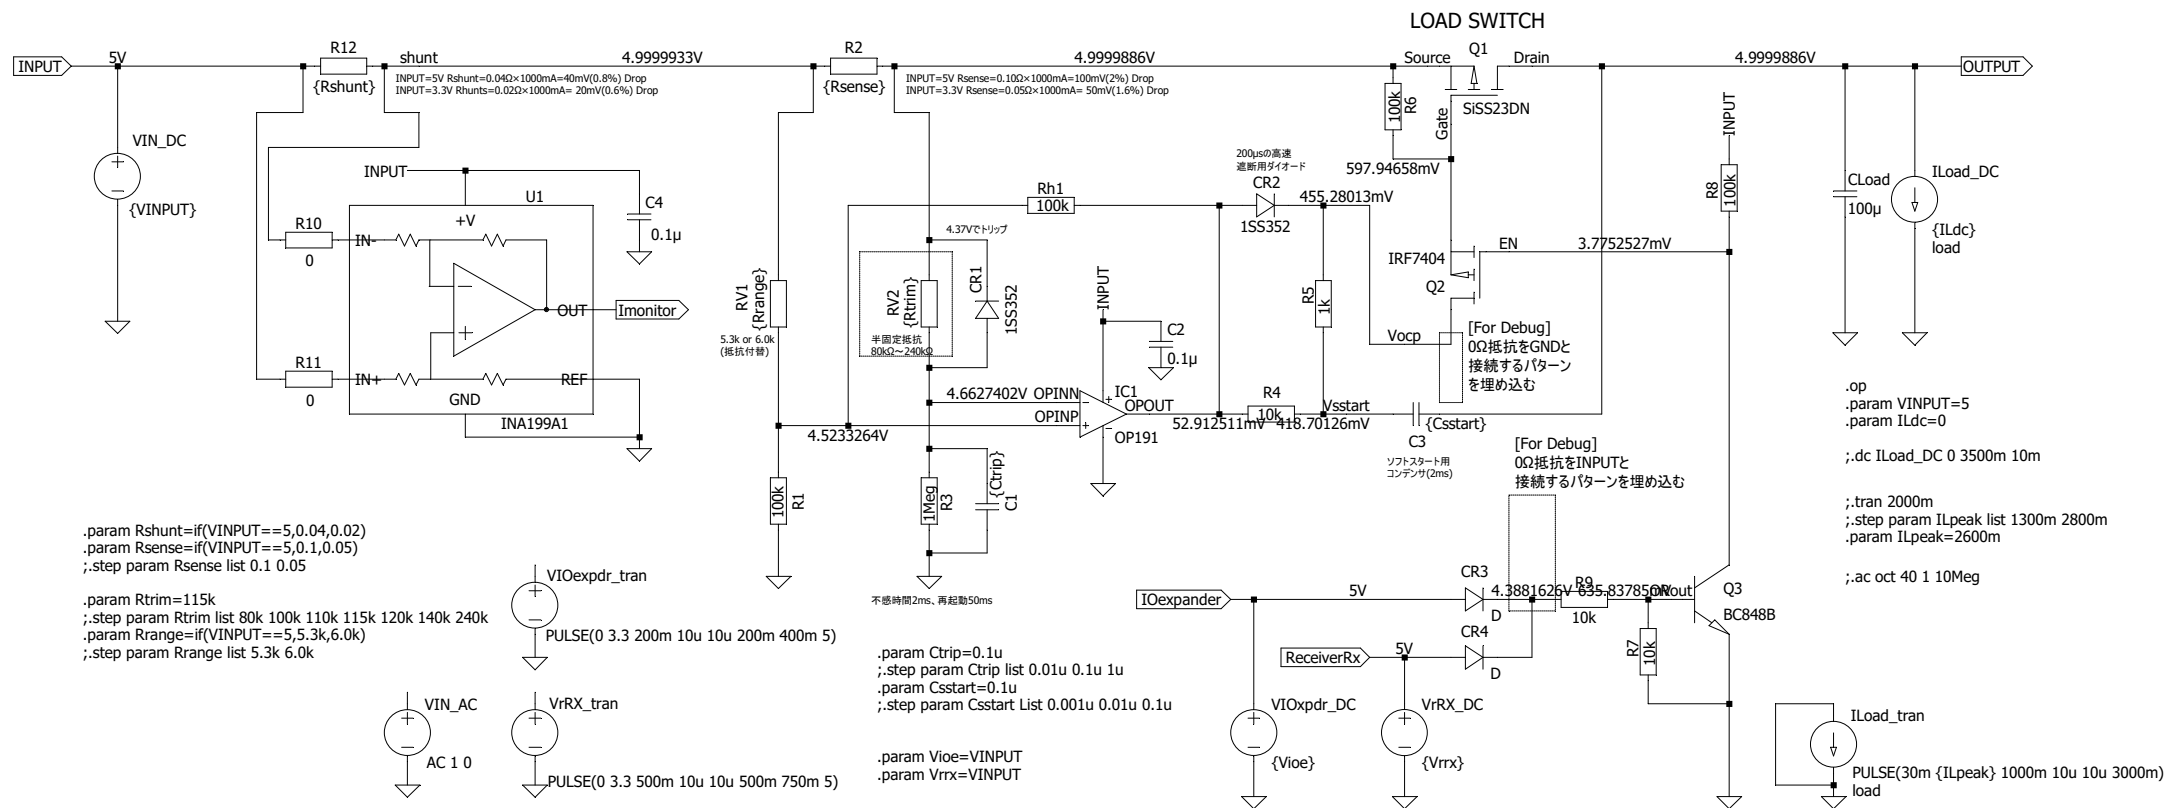 LOAD SWITCH
INPUT
5V
R12
{Rshunt}
shunt
4.9999933V
INPUT=5V Rshunt=0.04Ω×1000mA=40mV(0.8%) Drop
INPUT=3.3V Rhunts=0.02Ω×1000mA= 20mV(0.6%) Drop
R2
{Rsense}
4.9999886V
INPUT=5V Rsense=0.10Ω×1000mA=100mV(2%) Drop
INPUT=3.3V Rsense=0.05Ω×1000mA= 50mV(1.6%) Drop
Source
Q1
Drain
SiSS23DN
Gate
R6
100k
597.94658mV
4.9999886V
OUTPUT
VIN_DC
{VINPUT}
INPUT
U1
+V
C4
0.1µ
R10
0
IN-
OUT
Imonitor
R11
0
IN+
REF
GND
INA199A1
RV1
{Rrange}
5.3k or 6.0k
(抵抗付替)
Rh1
100k
4.37Vでトリップ
RV2
{Rtrim}
半固定抵抗
80kΩ～240kΩ
CR1
1SS352
200µsの高速
遮断用ダイオード
CR2
1SS352
455.28013mV
R5
1k
INPUT
C2
0.1µ
4.6627402V
OPINN
OPINP
4.5233264V
IC1
OP191
OPOUT
52.912511mV
R4
10k
418.70126mV
Vsstart
C3
{Csstart}
ソフトスタート用
コンデンサ(2ms)
Vocp
IRF7404
Q2
EN
3.7752527mV
INPUT
R8
100k
[For Debug]
0Ω抵抗をGNDと
接続するパターン
を埋め込む
CLoad
100µ
ILoad_DC
{ILdc}
load
.op
.param VINPUT=5
.param ILdc=0
;.dc ILoad_DC 0 3500m 10m
;.tran 2000m
;.step param ILpeak list 1300m 2800m
.param ILpeak=2600m
;.ac oct 40 1 10Meg
R1
100k
R3
1Meg
C1
{Ctrip}
不感時間2ms、再起動50ms
[For Debug]
0Ω抵抗をINPUTと
接続するパターンを埋め込む
.param Rshunt=if(VINPUT==5,0.04,0.02)
.param Rsense=if(VINPUT==5,0.1,0.05)
;.step param Rsense list 0.1 0.05
.param Rtrim=115k
;.step param Rtrim list 80k 100k 110k 115k 120k 140k 240k
.param Rrange=if(VINPUT==5,5.3k,6.0k)
;.step param Rrange list 5.3k 6.0k
VIOexpdr_tran
PULSE(0 3.3 200m 10u 10u 200m 400m 5)
VIN_AC
AC 1 0
VrRX_tran
PULSE(0 3.3 500m 10u 10u 500m 750m 5)
.param Ctrip=0.1u
;.step param Ctrip list 0.01u 0.1u 1u
.param Csstart=0.1u
;.step param Csstart List 0.001u 0.01u 0.1u
.param Vioe=VINPUT
.param Vrrx=VINPUT
IOexpander
5V
CR3
D
4.3881626V
R9
10k
ReceiverRx
5V
CR4
D
R7
10k
Q3
BC848B
VIOxpdr_DC
{Vioe}
VrRX_DC
{Vrrx}
ILoad_tran
PULSE(30m {ILpeak} 1000m 10u 10u 3000m)
load